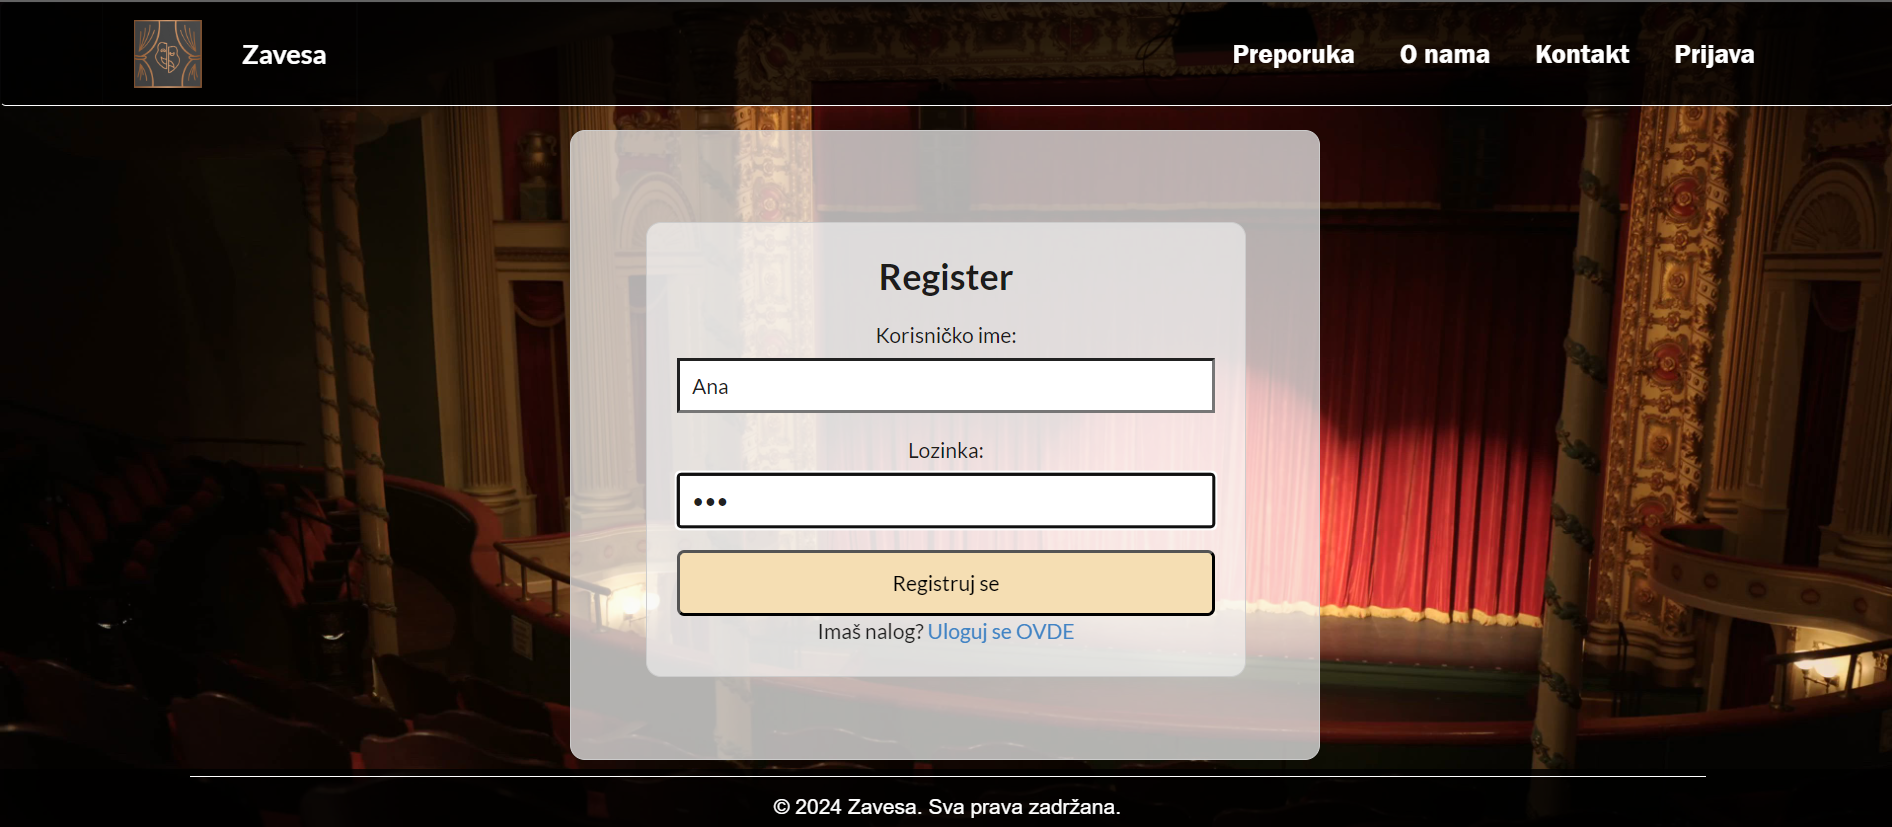 Zavesa
Preporuka O nama Kontakt Prijava
Register
Korisničko ime:
Ana
Lozinka:
•••
Registruj se
Imaš nalog? Uloguj se OVDE
© 2024 Zavesa. Sva prava zadržana.